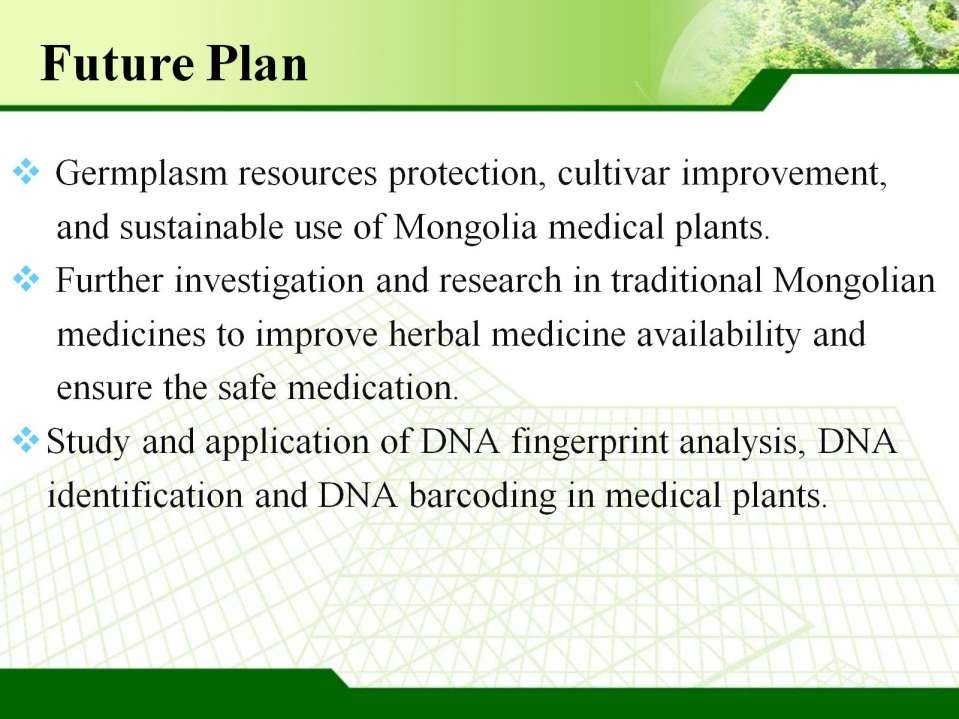 Future Plan
Germplasm resources protection, cultivar improvement,
and sustainable use of Mongolia medical plants.
Further investigation and research in traditional Mongolian
medicines to improve herbal medicine availability and
ensure the safe medication.
Study and application of DNA fingerprint analysis, DNA
identification and DNA barcoding in medical plants.